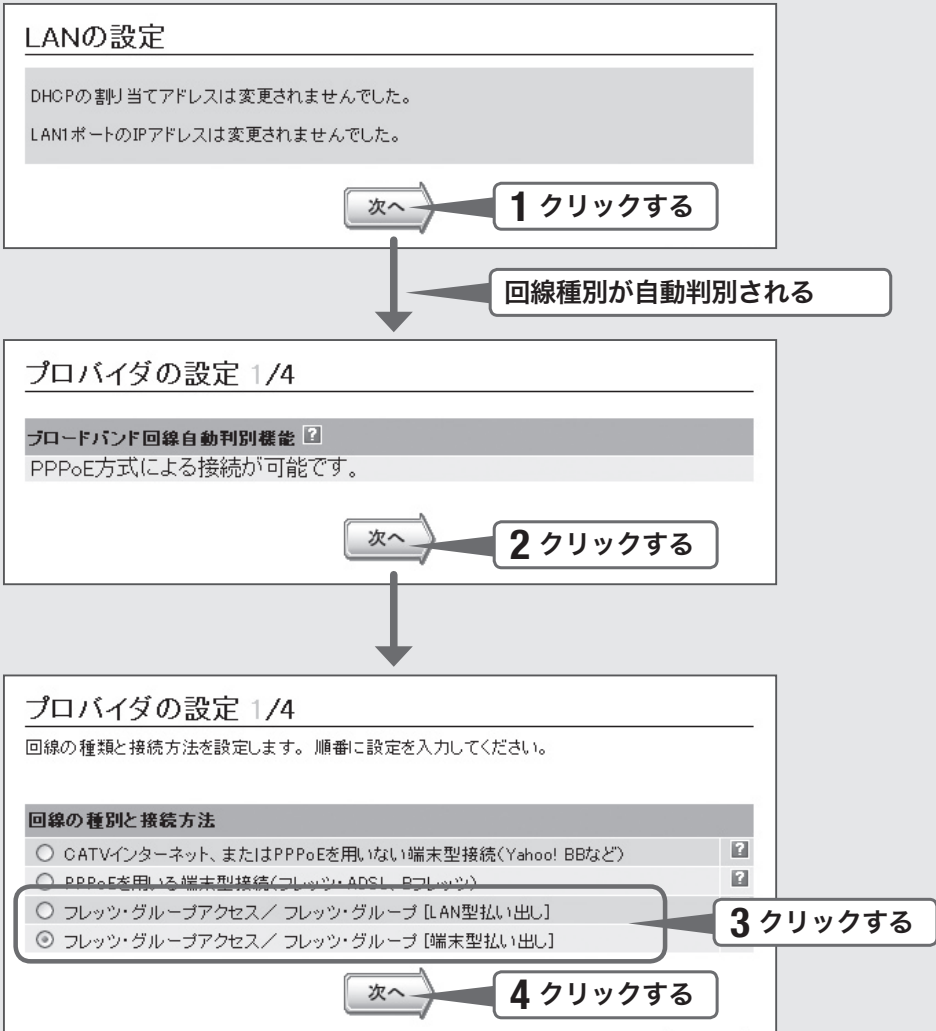 LANの設定
DHCPの割り当てアドレスは変更されませんでした。
LAN1ポートのIPアドレスは変更されませんでした。
次へ
1 クリックする
回線種別が自動判別される
プロバイダの設定 1/4
ブロードバンド回線自動判別機能 ?
PPPoE方式による接続が可能です。
次へ
2 クリックする
プロバイダの設定 1/4
回線の種類と接続方法を設定します。順番に設定を入力してください。
回線の種別と接続方法
CATVインターネット、またはPPPoEを用いない端末型接続(Yahoo! BBなど) ?
PPPoEを用いる端末型接続(フレッツ・ADSL、Bフレッツ) ?
フレッツ・グループアクセス／ フレッツ・グループ [LAN型払い出し]
フレッツ・グループアクセス／ フレッツ・グループ [端末型払い出し]
3 クリックする
次へ
4 クリックする